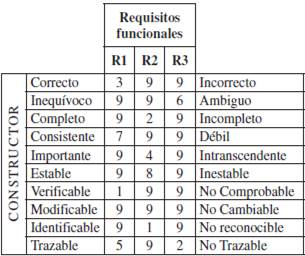 Requisitos
funcionales
R1 R2 R3
CONSTRUCTOR
Correcto 3 9 9 Incorrecto
Inequívoco 9 9 6 Ambiguo
Completo 9 2 9 Incompleto
Consistente 7 9 9 Débil
Importante 9 4 9 Intranscendente
Estable 9 8 9 Inestable
Verificable 1 9 9 No Comprobable
Modificable 9 9 9 No Cambiable
Identificable 9 1 9 No reconocible
Trazable 5 9 2 No Trazable